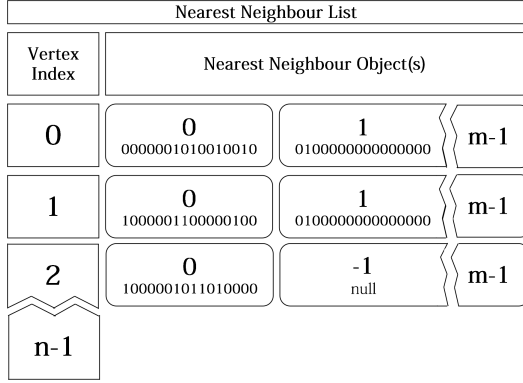 Nearest Neighbour List
Vertex
Index
Nearest Neighbour Object(s)
0
0
0000001010010010
1
0100000000000000
m-1
1
0
1000001100000100
1
0100000000000000
m-1
2
0
1000001011010000
-1
null
m-1
n-1